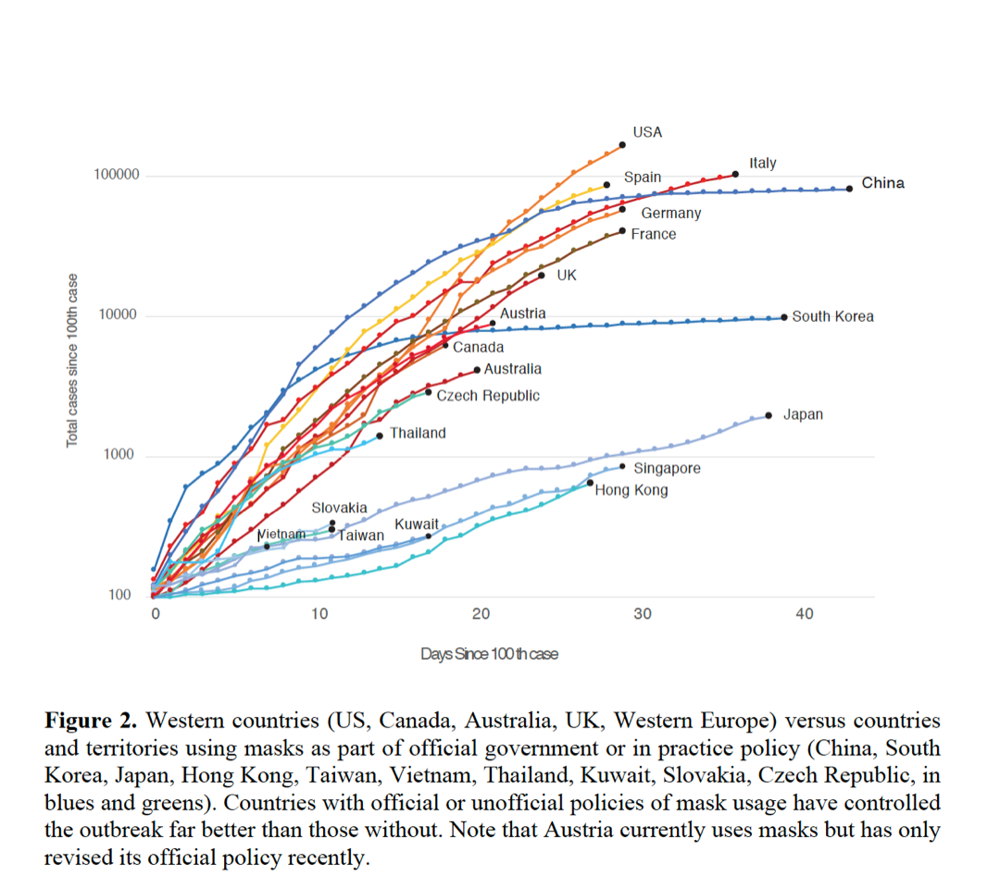 USA
Italy
100000
Spain
China
Germany
France
UK
10000
Austria
South Korea
Canada
Australia
Czech Republic
Japan
Thailand
1000
Singapore
Hong Kong
Slovakia
Kuwait
Vietnam
Taiwan
100
0 10 20 30 40
Days Since 100 th case
Total cases since 100th case
Figure 2. Western countries (US, Canada, Australia, UK, Western Europe) versus countries
and territories using masks as part of official government or in practice policy (China, South
Korea, Japan, Hong Kong, Taiwan, Vietnam, Thailand, Kuwait, Slovakia, Czech Republic, in
blues and greens). Countries with official or unofficial policies of mask usage have controlled
the outbreak far better than those without. Note that Austria currently uses masks but has only
revised its official policy recently.